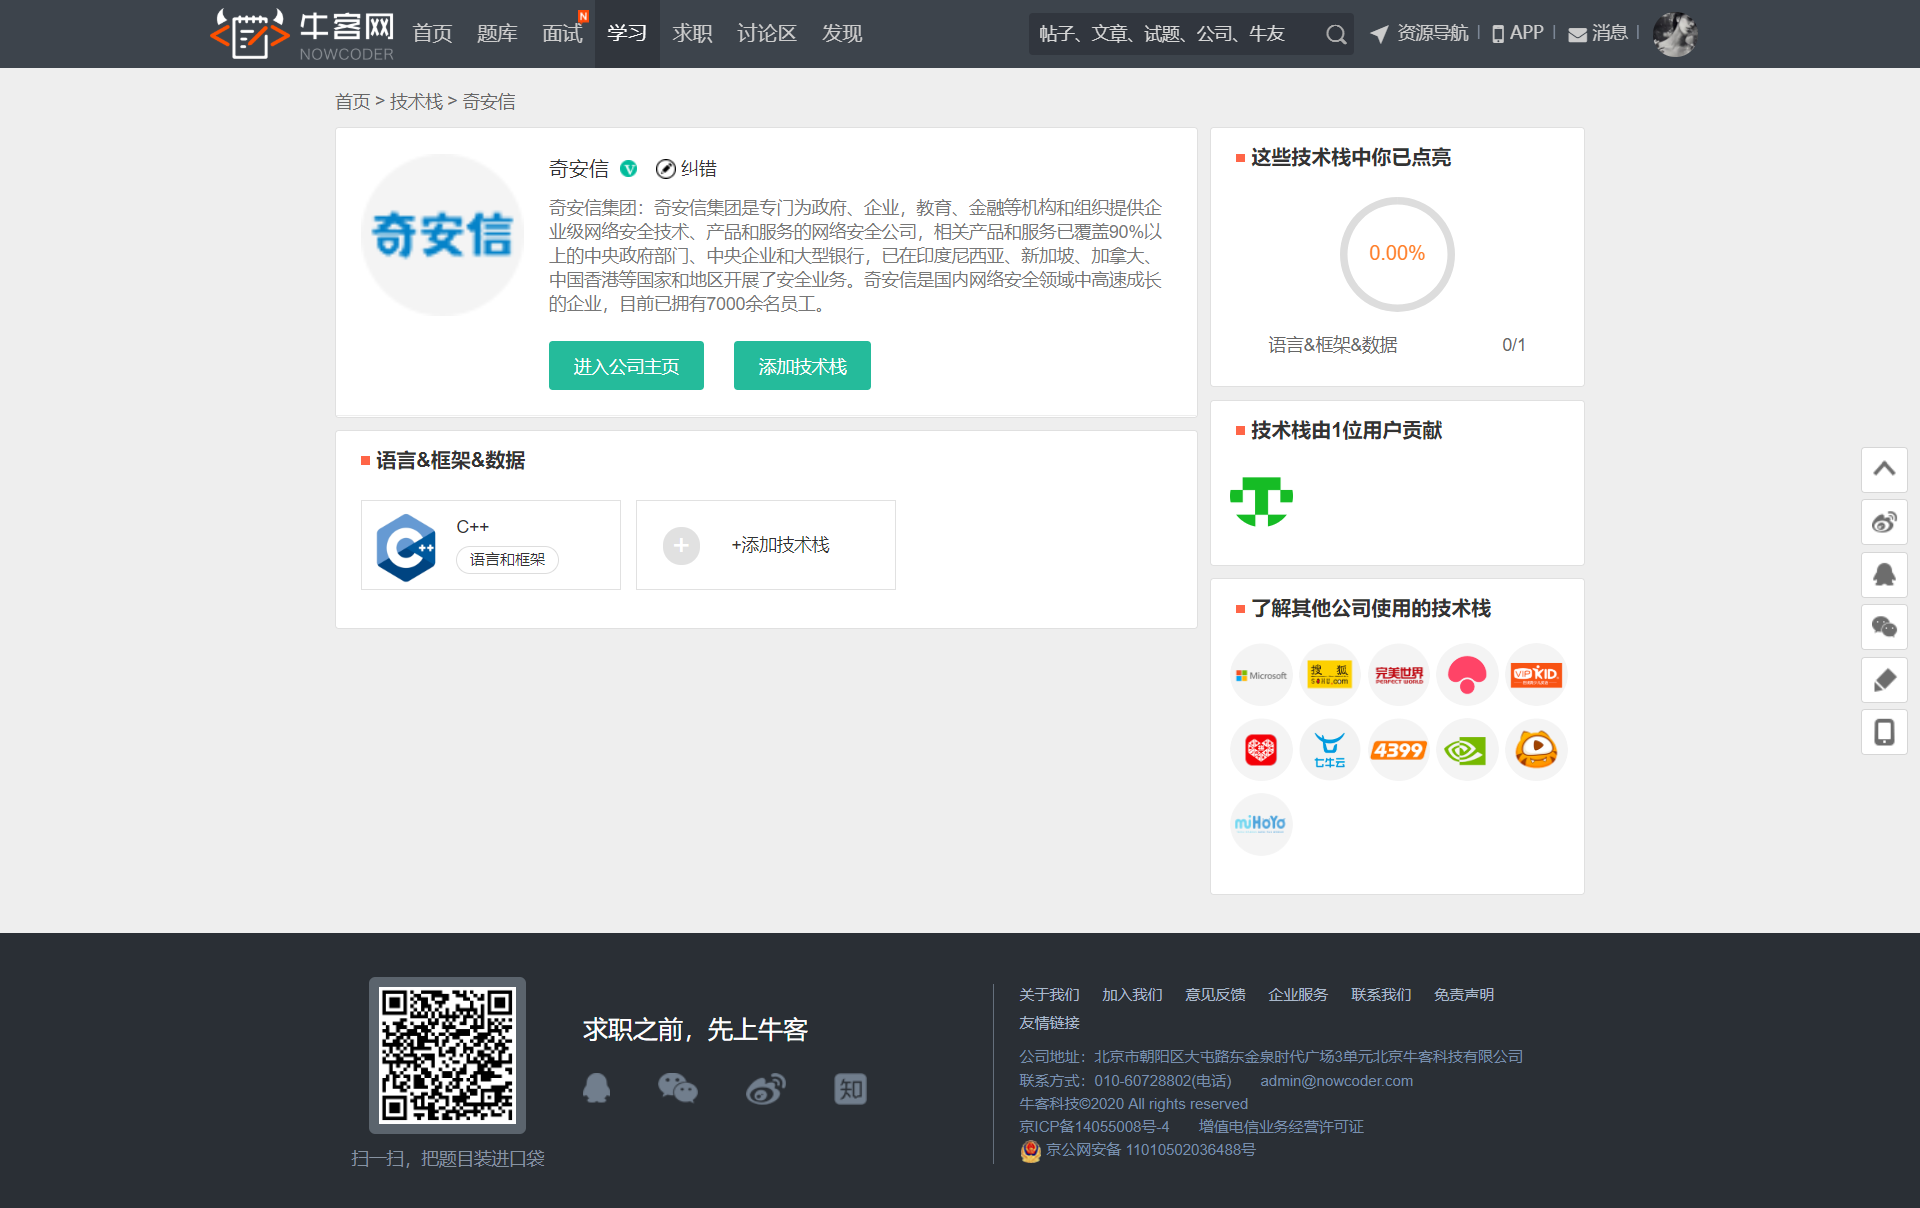 牛客网
NOWCODER
首页 题库 面试 学习 求职 讨论区 发现
N
帖子、文章、试题、公司、牛友
资源导航 | APP | 消息 |
首页 > 技术栈 > 奇安信
奇安信
奇安信 V 纠错
奇安信集团：奇安信集团是专门为政府、企业，教育、金融等机构和组织提供企
业级网络安全技术、产品和服务的网络安全公司，相关产品和服务已覆盖90%以
上的中央政府部门、中央企业和大型银行，已在印度尼西亚、新加坡、加拿大、
中国香港等国家和地区开展了安全业务。奇安信是国内网络安全领域中高速成长
的企业，目前已拥有7000余名员工。
进入公司主页 添加技术栈
语言&框架&数据
C++
语言和框架
+添加技术栈
这些技术栈中你已点亮
0.00%
语言&框架&数据 0/1
技术栈由1位用户贡献
了解其他公司使用的技术栈
Microsoft
搜狐
SOHU.com
完美世界
PERFECT WORLD
VIPKID
七牛云
4399
miHoYo
求职之前，先上牛客
知
扫一扫，把题目装进口袋
关于我们 加入我们 意见反馈 企业服务 联系我们 免责声明
友情链接
公司地址：北京市朝阳区大屯路东金泉时代广场3单元北京牛客科技有限公司
联系方式：010-60728802(电话) admin@nowcoder.com
牛客科技©2020 All rights reserved
京ICP备14055008号-4 增值电信业务经营许可证
京公网安备 11010502036488号